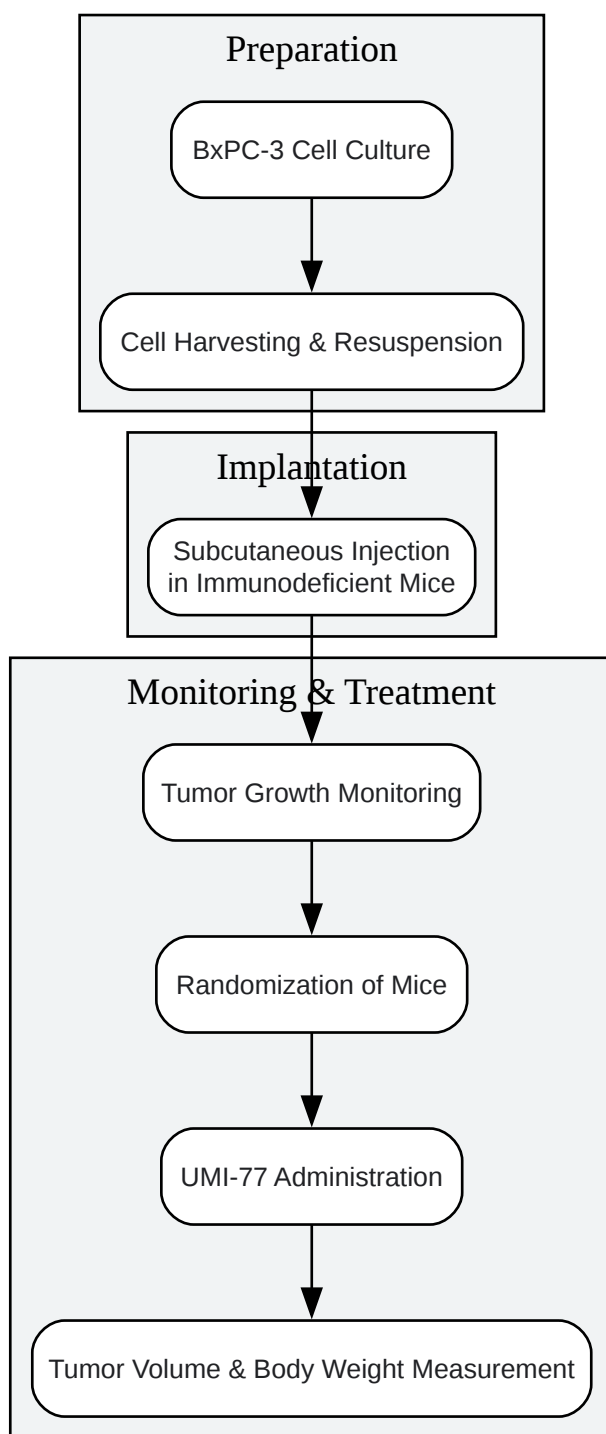 Preparation
BxPC-3 Cell Culture
Cell Harvesting & Resuspension
Implantation
Subcutaneous Injection
in Immunodeficient Mice
Monitoring & Treatment
Tumor Growth Monitoring
Randomization of Mice
UMI-77 Administration
Tumor Volume & Body Weight Measurement